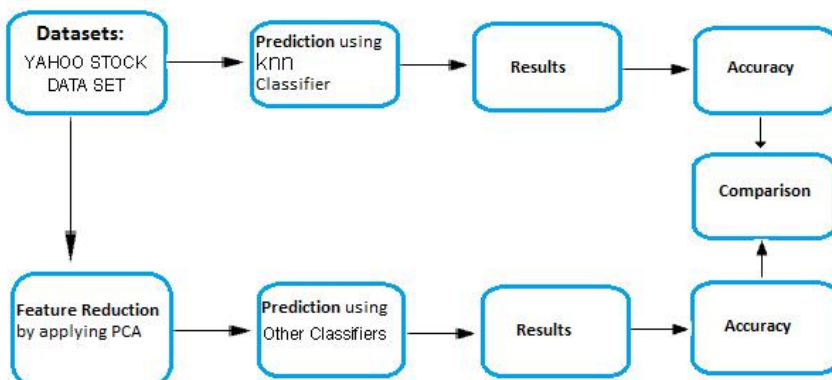 Datasets:
YAHOO STOCK
DATA SET
Prediction using
knn
Classifier
Results
Accuracy
Comparison
Feature Reduction
by applying PCA
Prediction using
Other Classifiers
Results
Accuracy